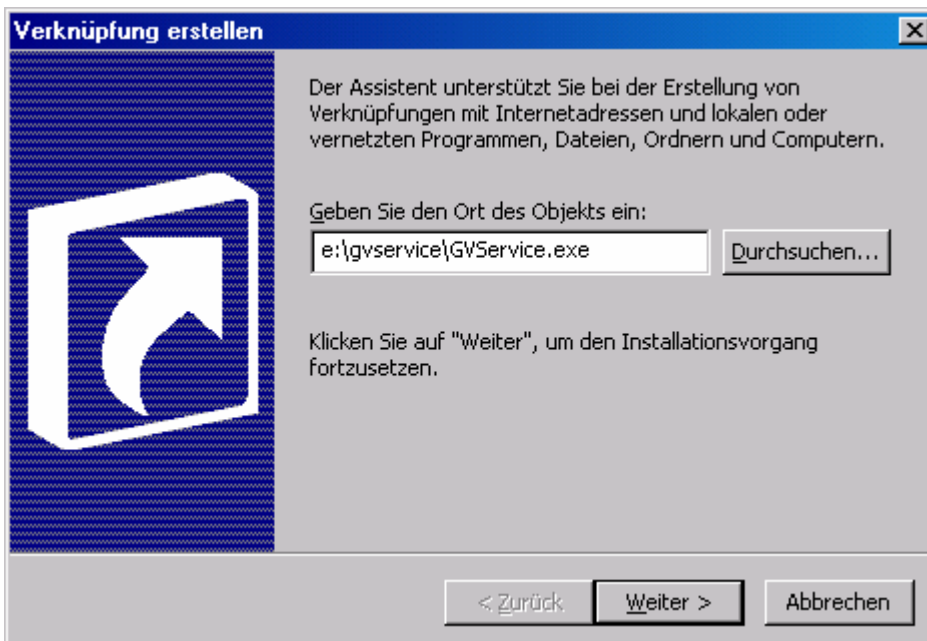 Verknüpfung erstellen
Der Assistent unterstützt Sie bei der Erstellung von
Verknüpfungen mit Internetadressen und lokalen oder
vernetzten Programmen, Dateien, Ordnern und Computern.
Geben Sie den Ort des Objekts ein:
e:\gvservice\GVService.exe
Durchsuchen...
Klicken Sie auf "Weiter", um den Installationsvorgang
fortzusetzen.
< Zurück
Weiter >
Abbrechen